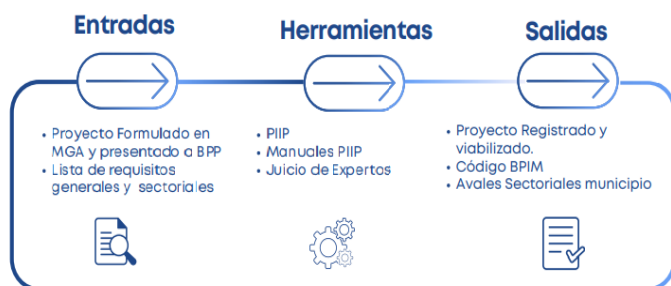 Entradas
• Proyecto Formulado en
MGA y presentado a BPP
• Lista de requisitos
generales y sectoriales
Herramientas
• PIIP
• Manuales PIIP
• Juicio de Expertos
Salidas
• Proyecto Registrado y
viabilizado.
• Código BPIM
• Avales Sectoriales municipio